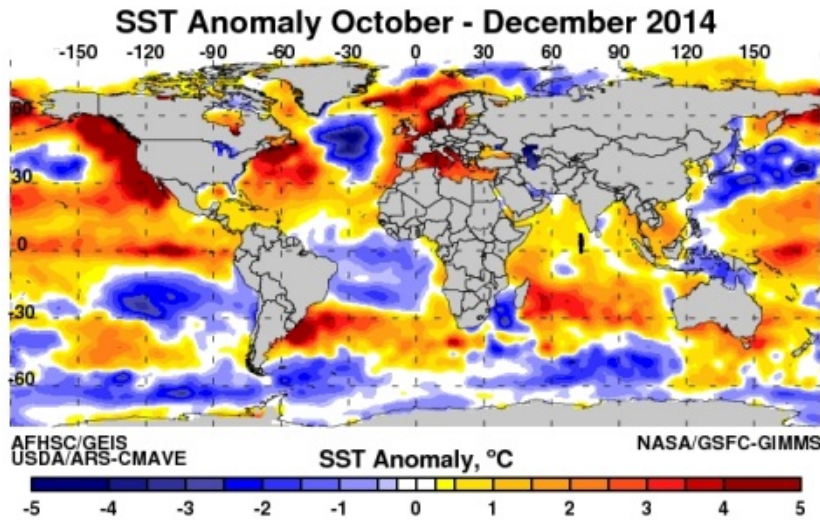 SST Anomaly October - December 2014
-150 -120 -90 -60 -30 0 30 60 90 120 150
60
30
0
-30
-60
AFHSC/GEIS
USDA/ARS-CMAVE
NASA/GSFC-GIMMS
SST Anomaly, ºC
-5 -4 -3 -2 -1 0 1 2 3 4 5